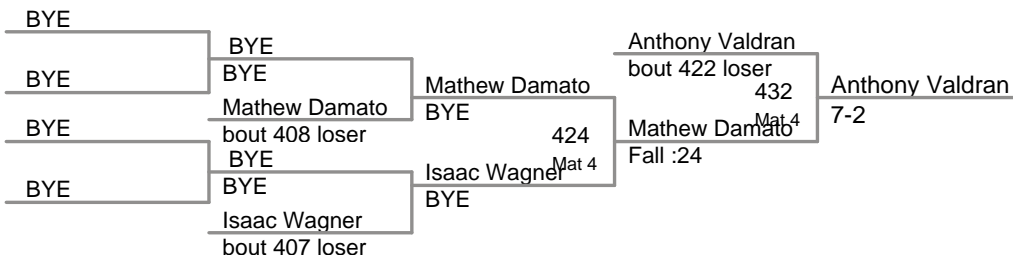 BYE
BYE
BYE
BYE
BYE
BYE
Mathew Damato
bout 408 loser
BYE
BYE
Isaac Wagner
bout 407 loser
Mathew Damato
BYE
424
Mat 4
Isaac Wagner
BYE
Anthony Valdran
bout 422 loser
432
Mat 4
Mathew Damato
Fall :24
Anthony Valdran
7-2